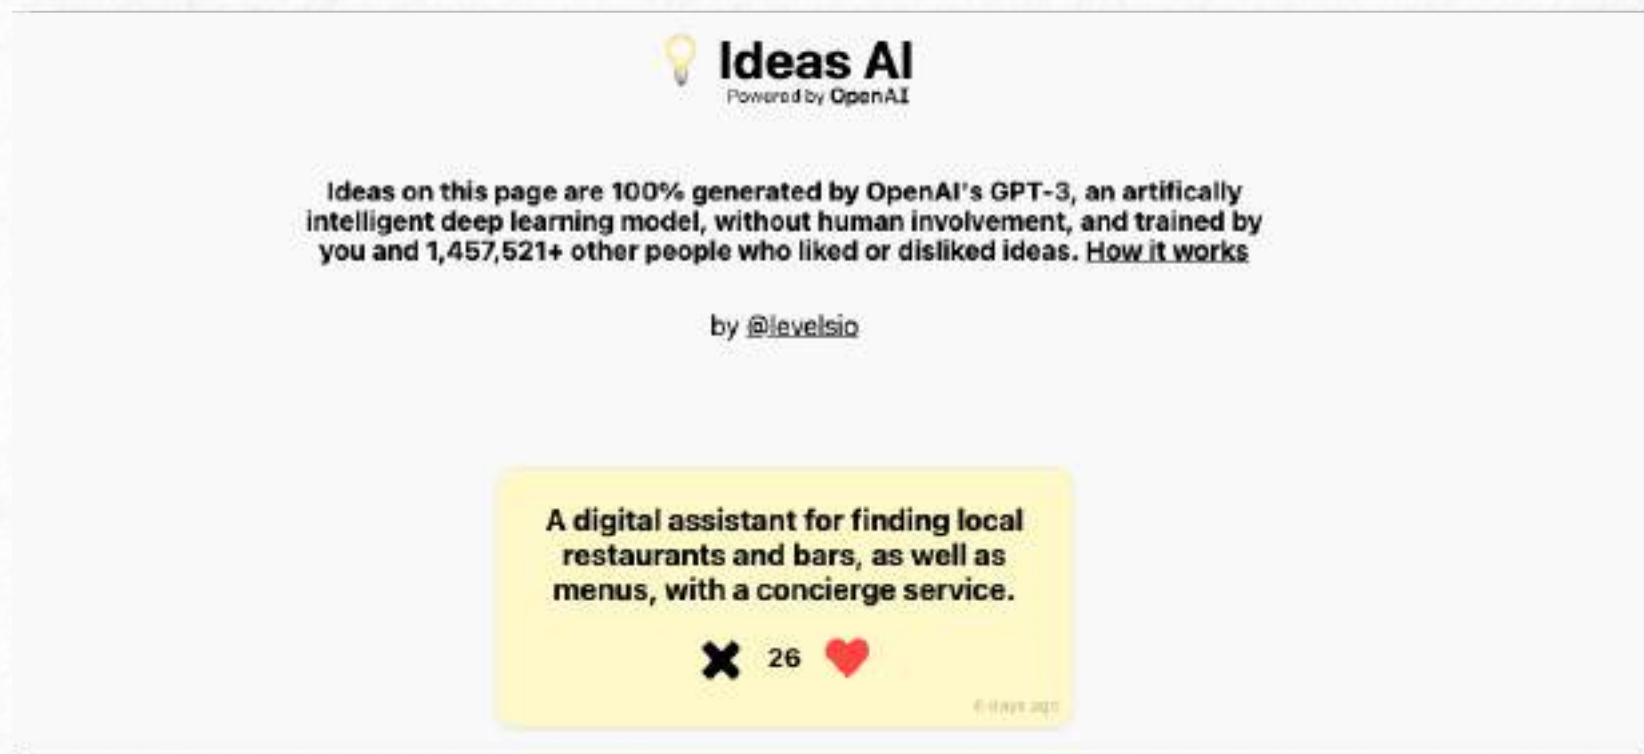 Ideas AI
Powered by OpenAI
Ideas on this page are 100% generated by OpenAI's GPT-3, an artifically
intelligent deep learning model, without human involvement, and trained by
you and 1,457,521+ other people who liked or disliked ideas. How it works
by @levelsio
A digital assistant for finding local
restaurants and bars, as well as
menus, with a concierge service.
26
6 days ago